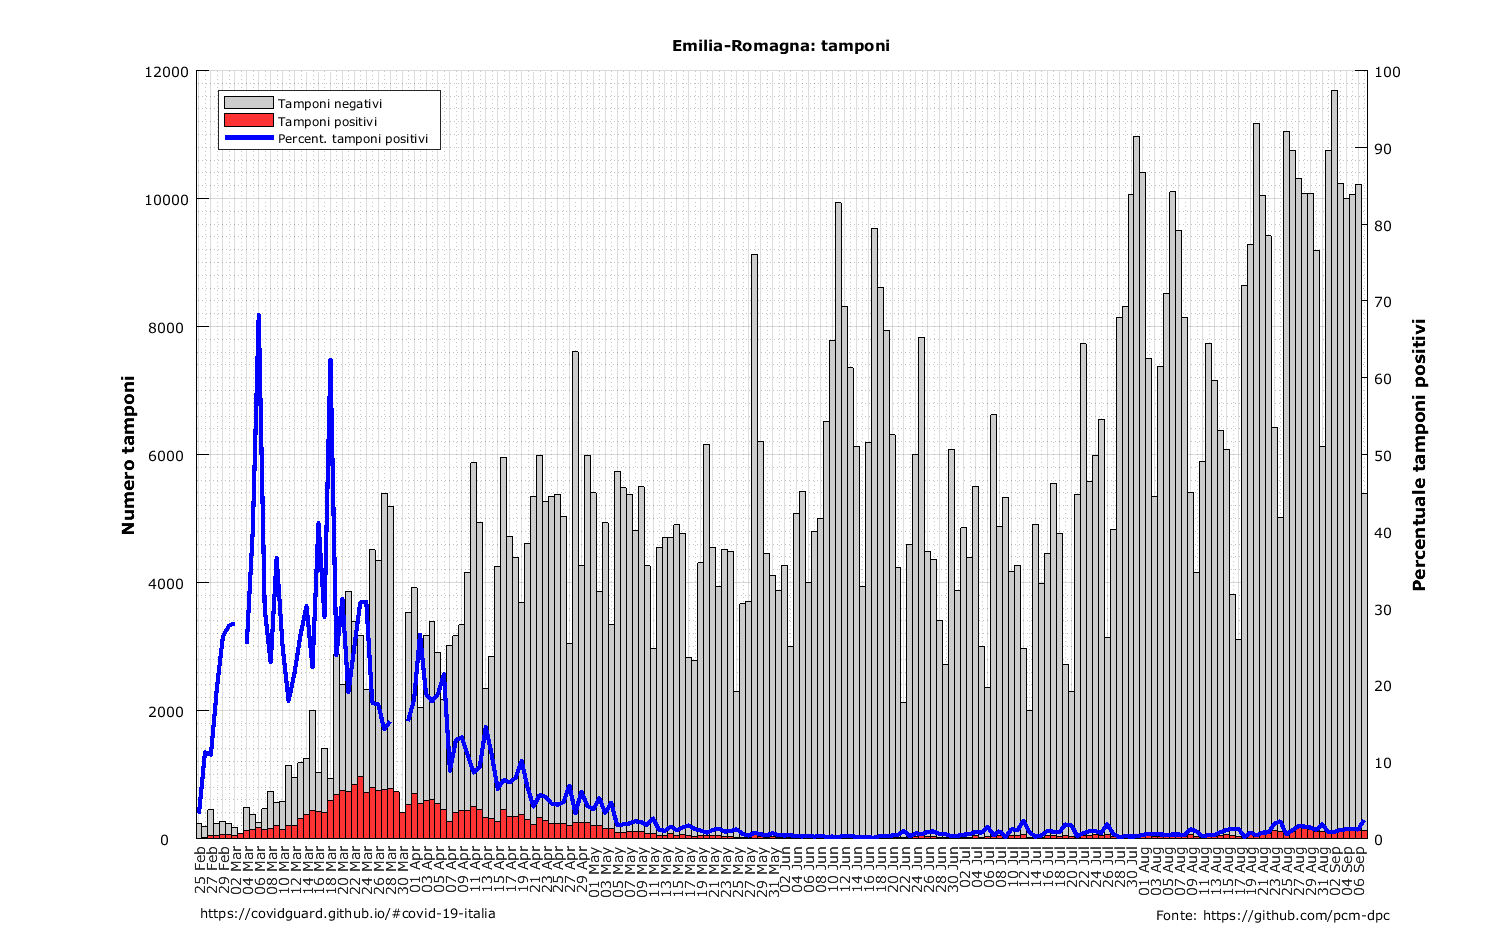 Emilia-Romagna: tamponi
Tamponi negativi
Tamponi positivi
Percent. tamponi positivi
Numero tamponi
12000
10000
8000
6000
4000
2000
0
Percentuale tamponi positivi
100
90
80
70
60
50
40
30
20
10
0
25 Feb
27 Feb
29 Feb
02 Mar
04 Mar
06 Mar
08 Mar
10 Mar
12 Mar
14 Mar
16 Mar
18 Mar
20 Mar
22 Mar
24 Mar
26 Mar
28 Mar
30 Mar
01 Apr
03 Apr
05 Apr
07 Apr
09 Apr
11 Apr
13 Apr
15 Apr
17 Apr
19 Apr
21 Apr
23 Apr
25 Apr
27 Apr
29 Apr
01 May
03 May
05 May
07 May
09 May
11 May
13 May
15 May
17 May
19 May
21 May
23 May
25 May
27 May
29 May
31 May
02 Jun
04 Jun
06 Jun
08 Jun
10 Jun
12 Jun
14 Jun
16 Jun
18 Jun
20 Jun
22 Jun
24 Jun
26 Jun
28 Jun
30 Jun
02 Jul
04 Jul
06 Jul
08 Jul
10 Jul
12 Jul
14 Jul
16 Jul
18 Jul
20 Jul
22 Jul
24 Jul
26 Jul
28 Jul
30 Jul
01 Aug
03 Aug
05 Aug
07 Aug
09 Aug
11 Aug
13 Aug
15 Aug
17 Aug
19 Aug
21 Aug
23 Aug
25 Aug
27 Aug
29 Aug
31 Aug
02 Sep
04 Sep
06 Sep
https://covidguard.github.io/#covid-19-italia
Fonte: https://github.com/pcm-dpc